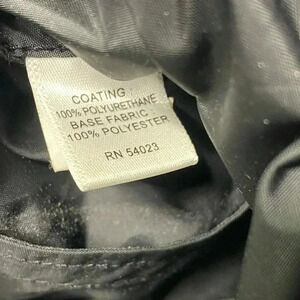 COATING :
100% POLYURETHANE
BASE FABRIC
100% POLYESTER
RN 54023